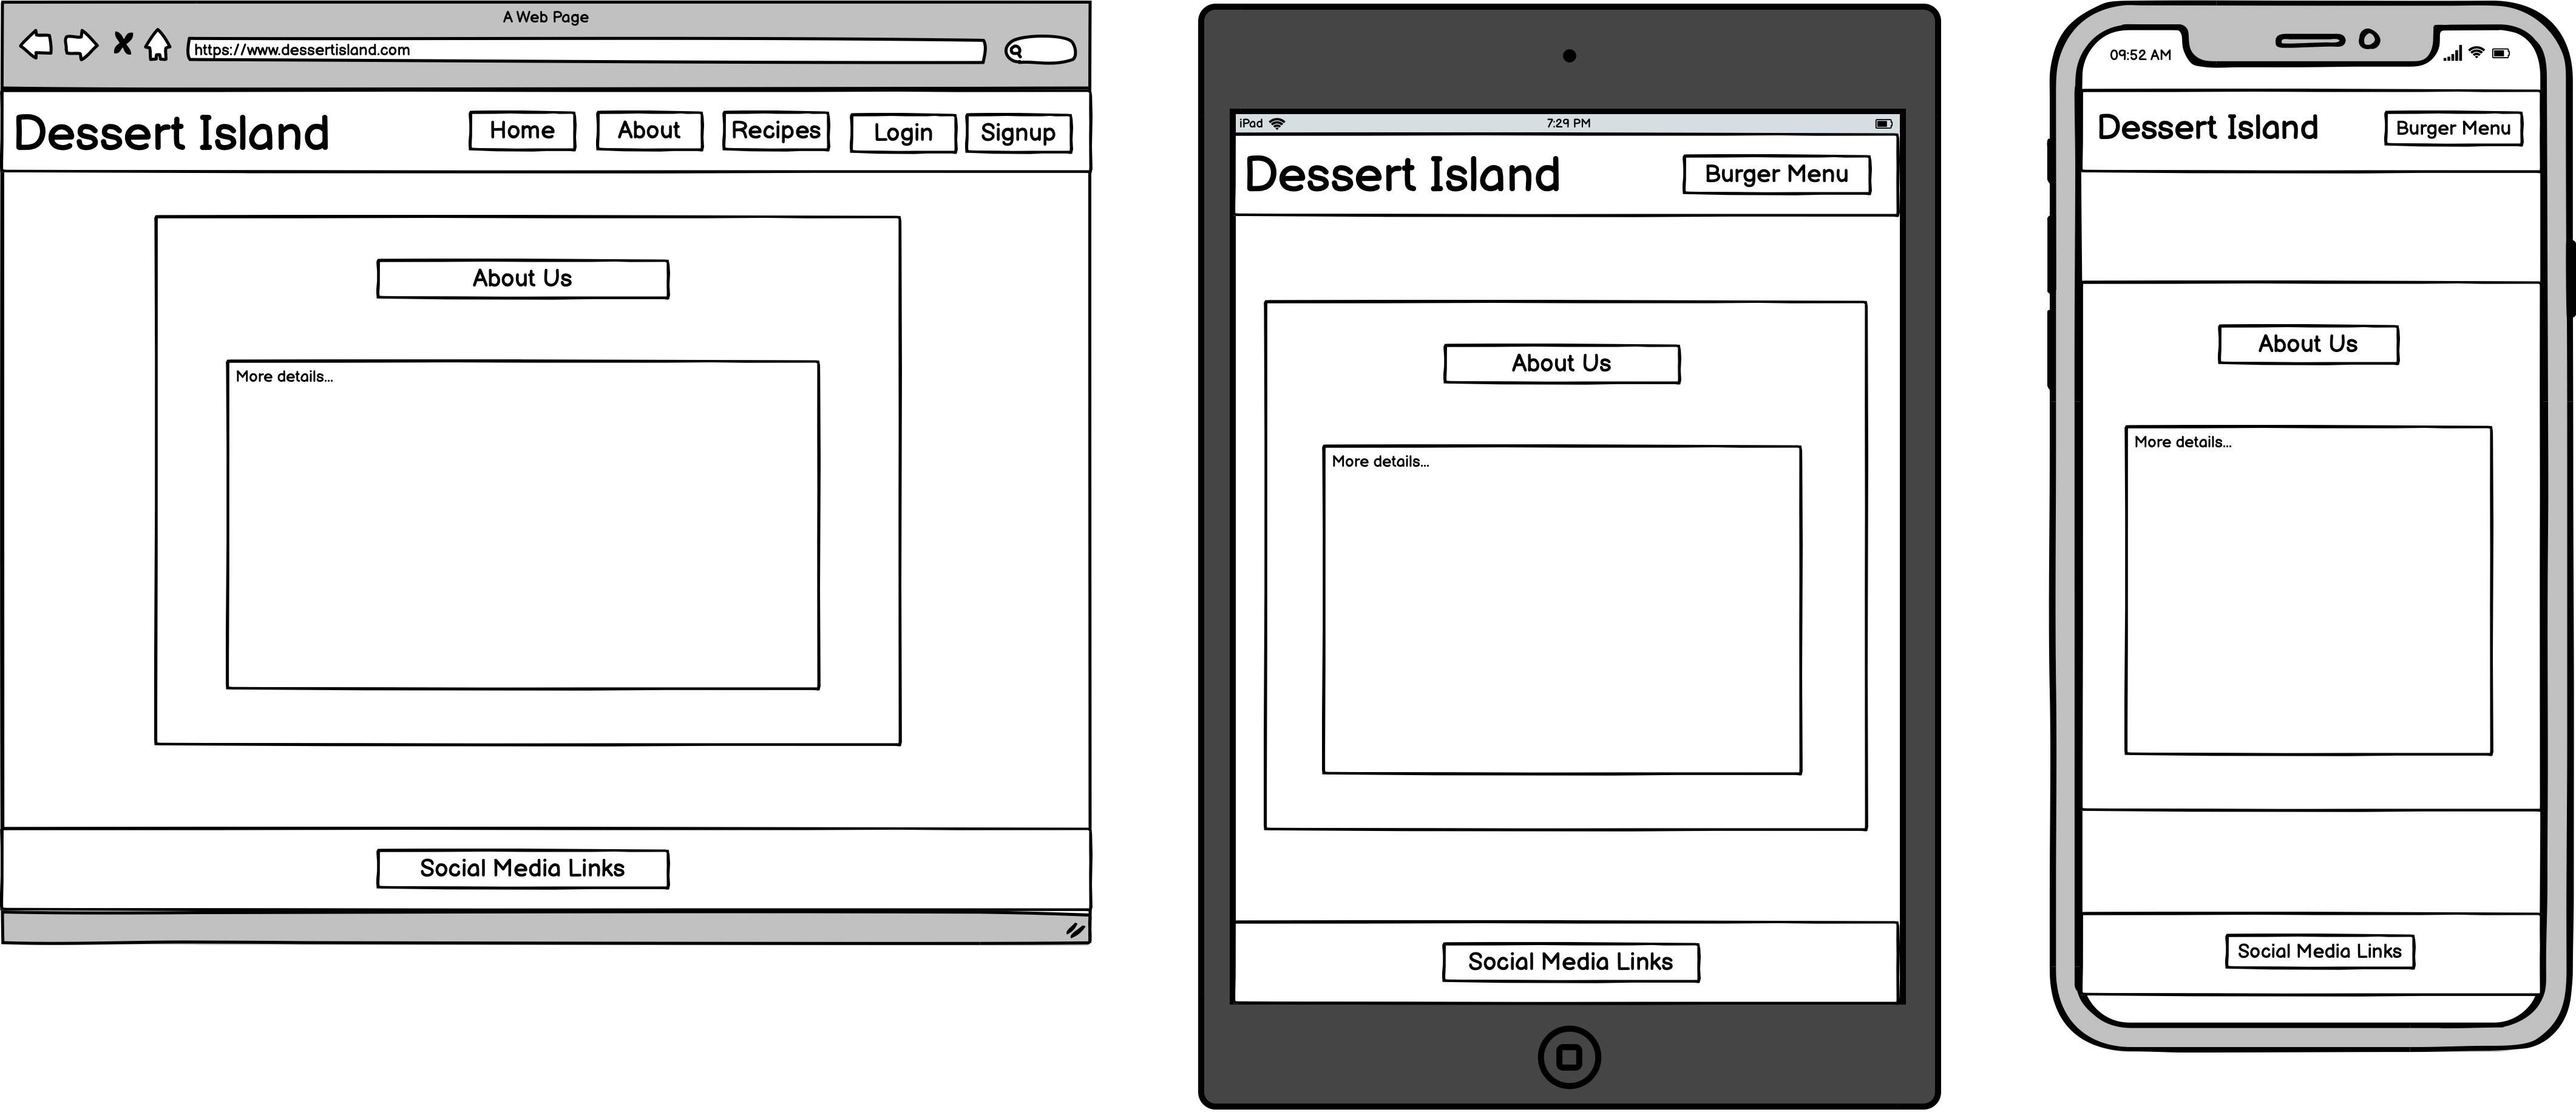 A Web Page
https://www.dessertisland.com
Dessert Island
Home
About
Recipes
Login
Signup
About Us
More details...
Social Media Links
iPad
7:29 PM
Dessert Island
Burger Menu
About Us
More details...
Social Media Links
09:52 AM
Dessert Island
Burger Menu
About Us
More details...
Social Media Links